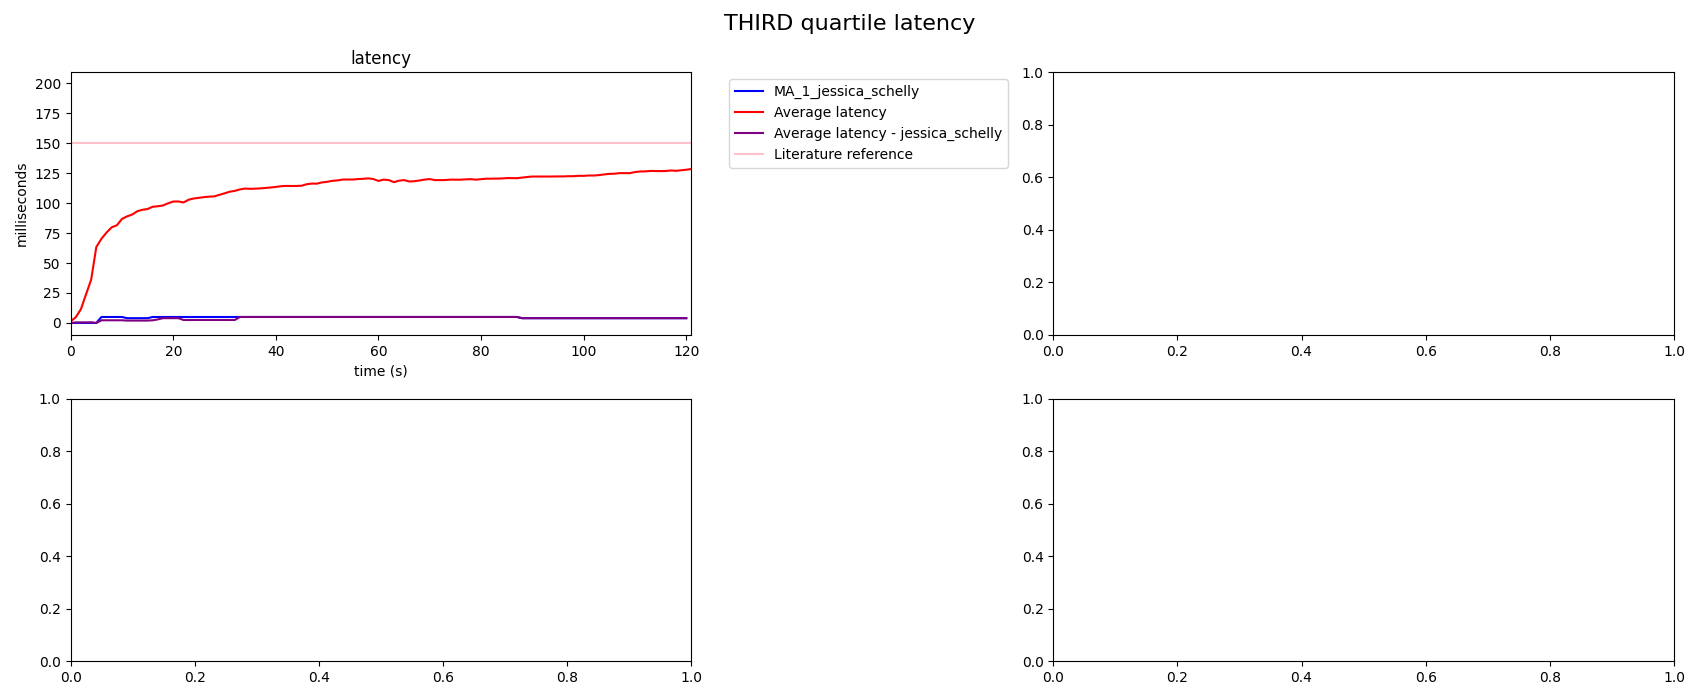 THIRD quartile latency
latency
200
175
150
125
100
75
50
25
0
milliseconds
0 20 40 60 80 100 120
time (s)
MA_1_jessica_schelly
Average latency
Average latency - jessica_schelly
Literature reference
1.0
0.8
0.6
0.4
0.2
0.0
0.0 0.2 0.4 0.6 0.8 1.0
1.0
0.8
0.6
0.4
0.2
0.0
0.0 0.2 0.4 0.6 0.8 1.0
1.0
0.8
0.6
0.4
0.2
0.0
0.0 0.2 0.4 0.6 0.8 1.0